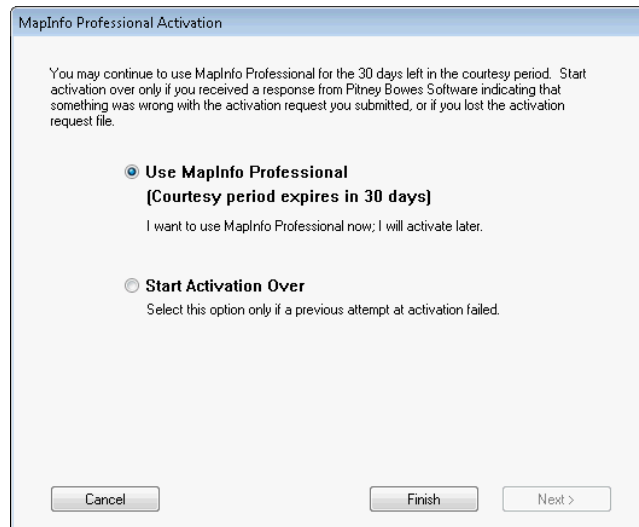 MapInfo Professional Activation
You may continue to use MapInfo Professional for the 30 days left in the courtesy period. Start
activation over only if you received a response from Pitney Bowes Software indicating that
something was wrong with the activation request you submitted, or if you lost the activation
request file.
Use MapInfo Professional
(Courtesy period expires in 30 days)
I want to use MapInfo Professional now; I will activate later.
Start Activation Over
Select this option only if a previous attempt at activation failed.
Cancel Finish Next >